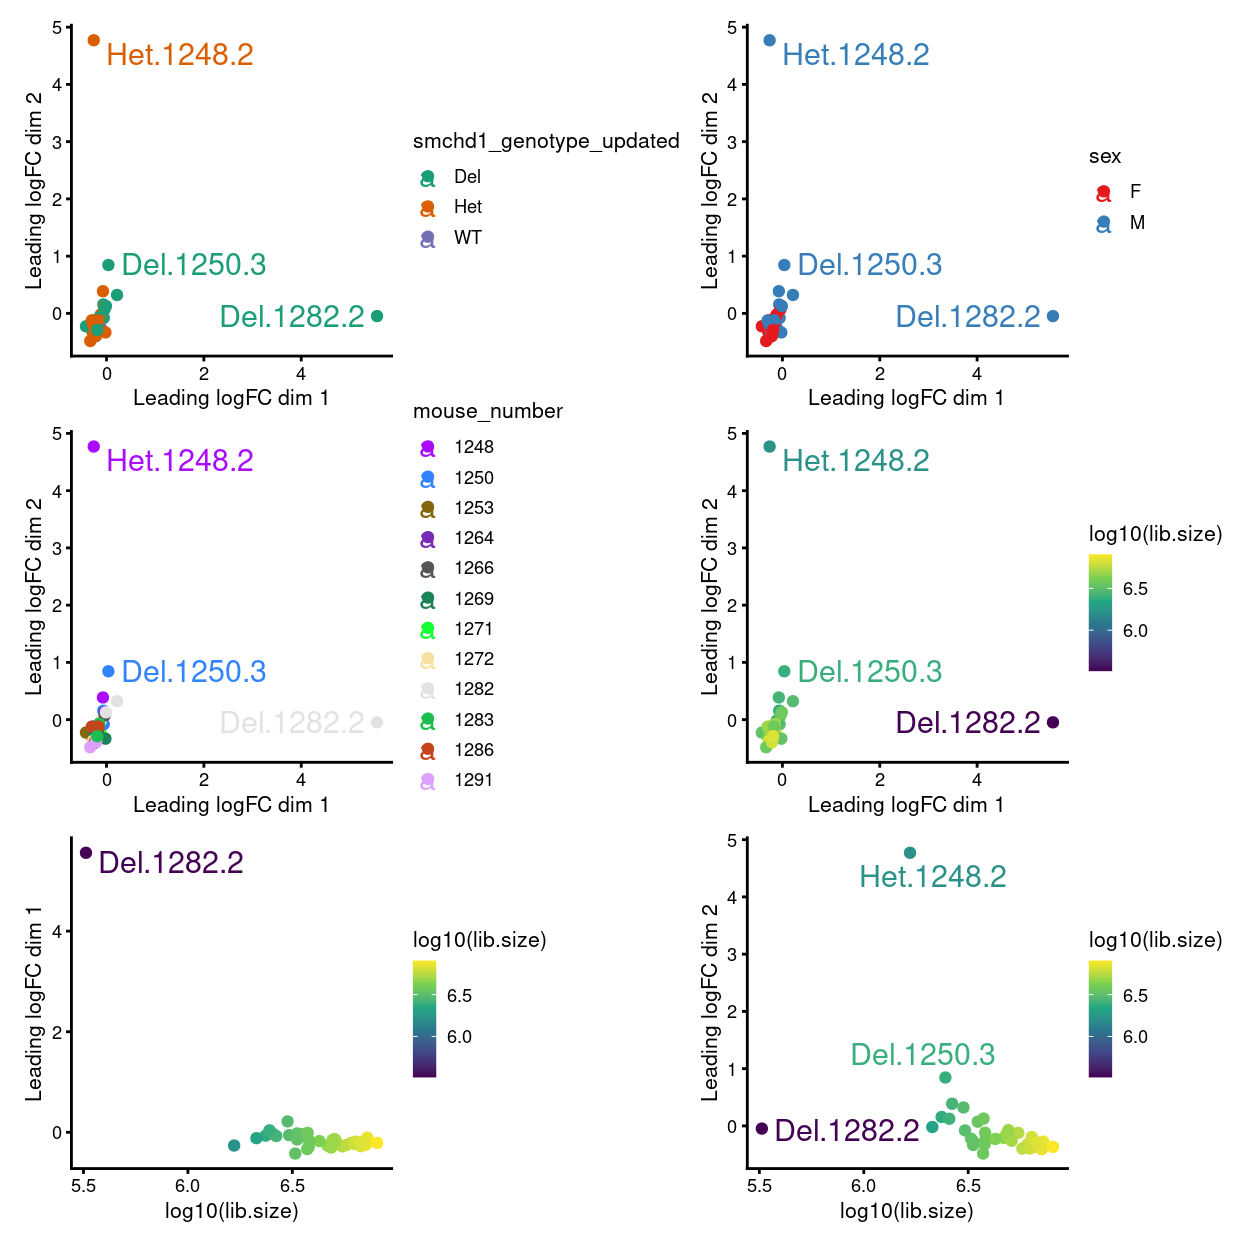 5
4
3
2
1
0
Leading logFC dim 2
Het.1248.2
Del.1250.3
Del.1282.2
0
2
4
Leading logFC dim 1
smchd1_genotype_updated
a Del
a Het
a WT
5
4
3
2
1
0
Leading logFC dim 2
Het.1248.2
Del.1250.3
Del.1282.2
0
2
4
Leading logFC dim 1
sex
a F
a M
5
4
3
2
1
0
Leading logFC dim 2
Het.1248.2
Del.1250.3
Del.1282.2
0
2
4
Leading logFC dim 1
mouse_number
a 1248
a 1250
a 1253
a 1264
a 1266
a 1269
a 1271
a 1272
a 1282
a 1283
a 1286
a 1291
5
4
3
2
1
0
Leading logFC dim 2
Het.1248.2
Del.1250.3
Del.1282.2
0
2
4
Leading logFC dim 1
log10(lib.size)
6.5
6.0
4
2
0
Leading logFC dim 1
Del.1282.2
5.5
6.0
6.5
log10(lib.size)
log10(lib.size)
6.5
6.0
5
4
3
2
1
0
Leading logFC dim 2
Het.1248.2
Del.1250.3
Del.1282.2
5.5
6.0
6.5
log10(lib.size)
log10(lib.size)
6.5
6.0